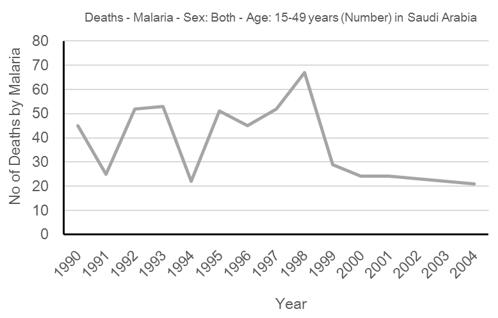 Deaths - Malaria - Sex: Both - Age: 15-49 years (Number) in Saudi Arabia
No of Deaths by Malaria
80
70
60
50
40
30
20
10
0
1990 1991 1992 1993 1994 1995 1996 1997 1998 1999 2000 2001 2002 2003 2004
Year